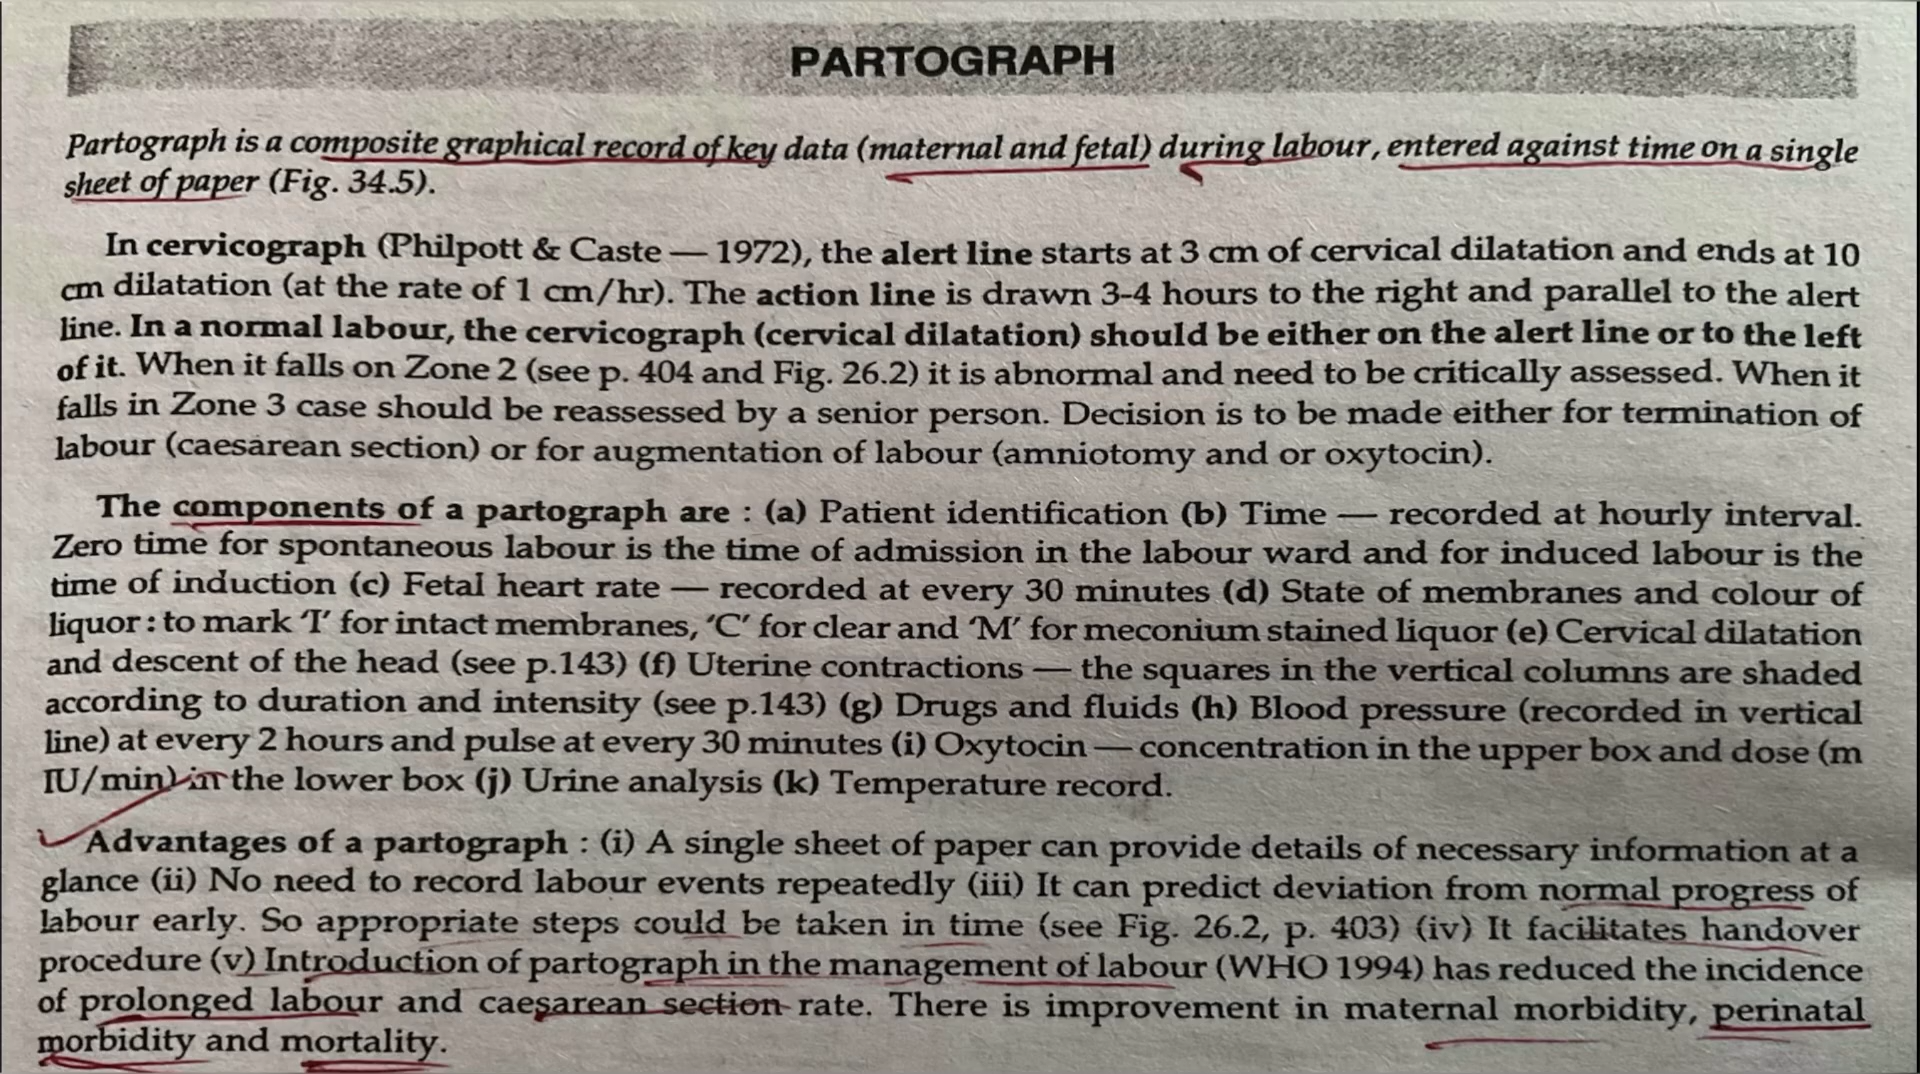 PARTOGRAPH
Partograph is a composite graphical record of key data (maternal and fetal) during labour, entered against time on a single
sheet of paper (Fig. 34.5).
In cervicograph (Philpott & Caste — 1972), the alert line starts at 3 cm of cervical dilatation and ends at 10
cm dilatation (at the rate of 1 cm/hr). The action line is drawn 3-4 hours to the right and parallel to the alert
line. In a normal labour, the cervicograph (cervical dilatation) should be either on the alert line or to the left
of it. When it falls on Zone 2 (see p. 404 and Fig. 26.2) it is abnormal and need to be critically assessed. When it
falls in Zone 3 case should be reassessed by a senior person. Decision is to be made either for termination of
labour (caesarean section) or for augmentation of labour (amniotomy and or oxytocin).
The components of a partograph are : (a) Patient identification (b) Time — recorded at hourly interval.
Zero time for spontaneous labour is the time of admission in the labour ward and for induced labour is the
time of induction (c) Fetal heart rate — recorded at every 30 minutes (d) State of membranes and colour of
liquor : to mark 'I' for intact membranes, 'C' for clear and 'M' for meconium stained liquor (e) Cervical dilatation
and descent of the head (see p.143) (f) Uterine contractions — the squares in the vertical columns are shaded
according to duration and intensity (see p.143) (g) Drugs and fluids (h) Blood pressure (recorded in vertical
line) at every 2 hours and pulse at every 30 minutes (i) Oxytocin — concentration in the upper box and dose (m
IU/min) in the lower box (j) Urine analysis (k) Temperature record.
Advantages of a partograph : (i) A single sheet of paper can provide details of necessary information at a
glance (ii) No need to record labour events repeatedly (iii) It can predict deviation from normal progress of
labour early. So appropriate steps could be taken in time (see Fig. 26.2, p. 403) (iv) It facilitates handover
procedure (v) Introduction of partograph in the management of labour (WHO 1994) has reduced the incidence
of prolonged labour and caesarean section rate. There is improvement in maternal morbidity, perinatal
morbidity and mortality.